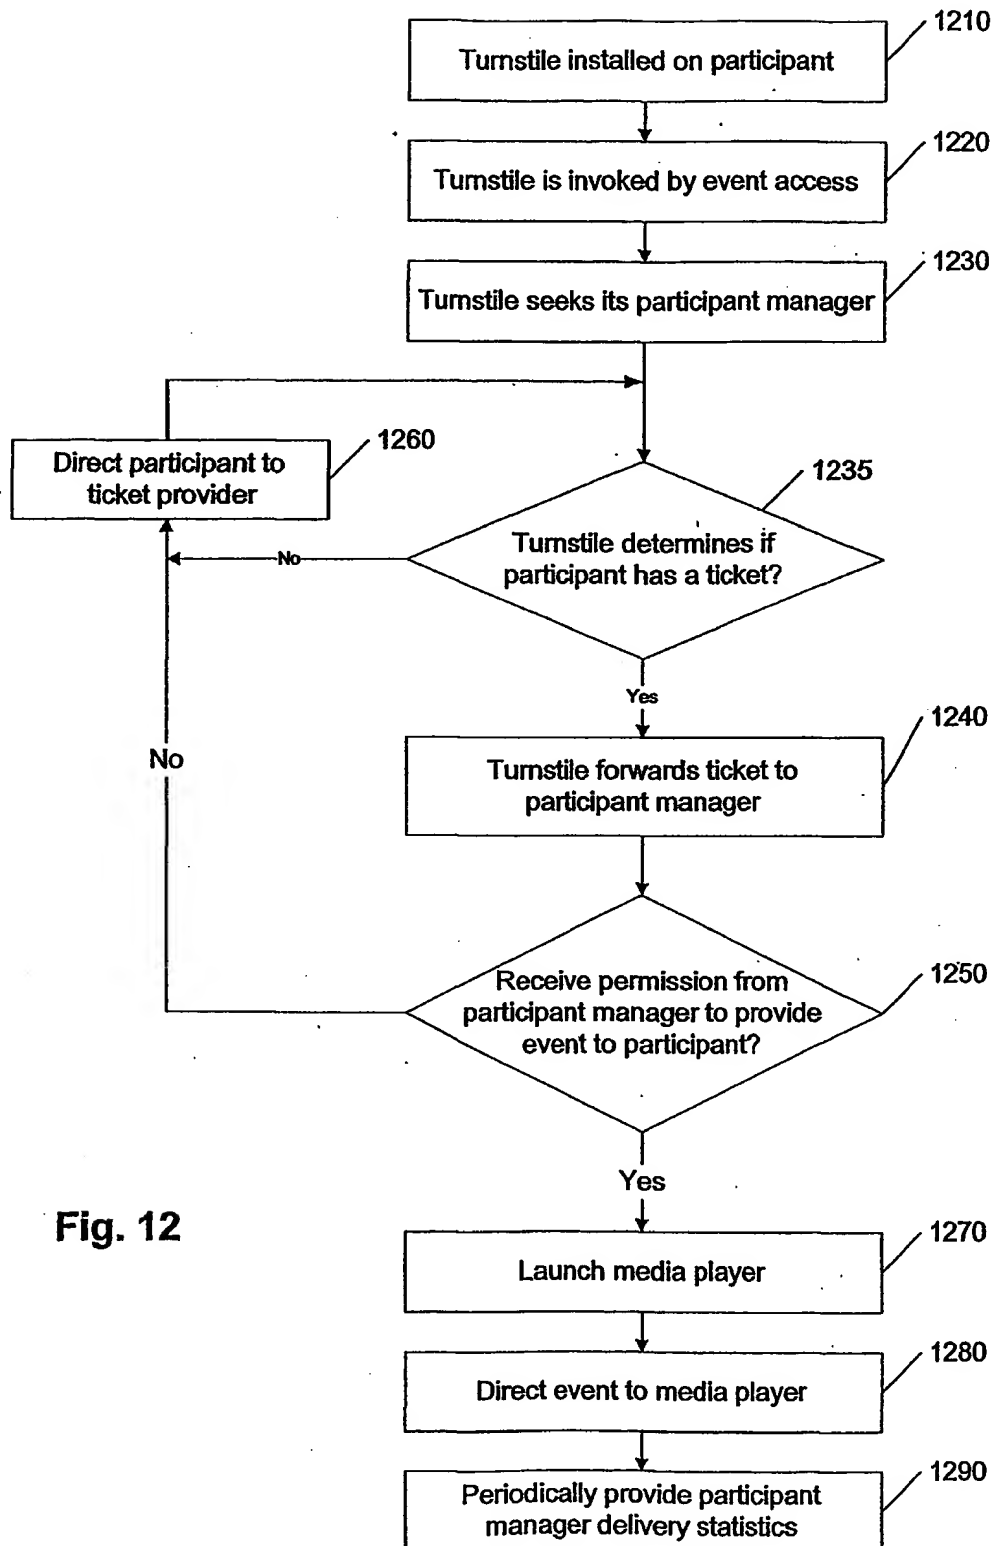 1210
Turnstile installed on participant
1220
Turnstile is invoked by event access
1230
Turnstile seeks its participant manager
1260
Direct participant to
ticket provider
1235
Turnstile determines if
participant has a ticket?
No
Yes
1240
Turnstile forwards ticket to
participant manager
No
1250
Receive permission from
participant manager to provide
event to participant?
Yes
Fig. 12
1270
Launch media player
1280
Direct event to media player
1290
Periodically provide participant
manager delivery statistics